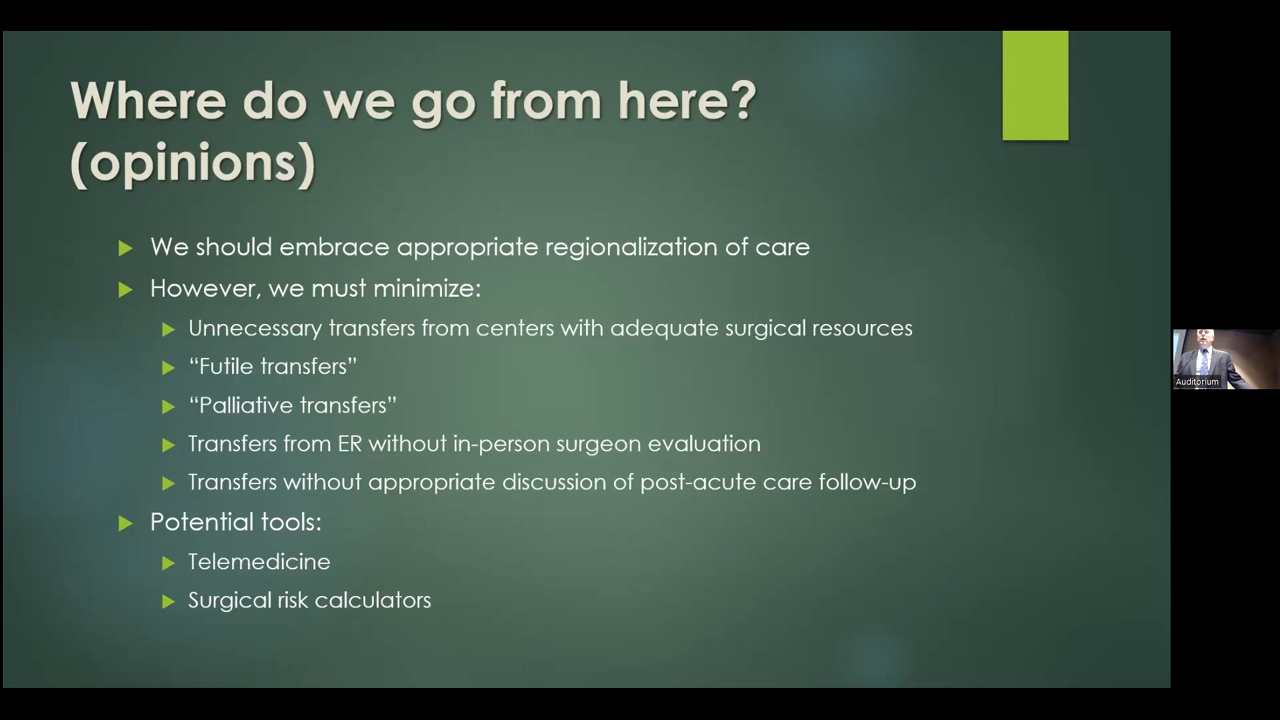 Where do we go from here?
(opinions)
We should embrace appropriate regionalization of care
However, we must minimize:
Unnecessary transfers from centers with adequate surgical resources
“Futile transfers”
“Palliative transfers”
Transfers from ER without in-person surgeon evaluation
Transfers without appropriate discussion of post-acute care follow-up
Potential tools:
Telemedicine
Surgical risk calculators
Auditorium